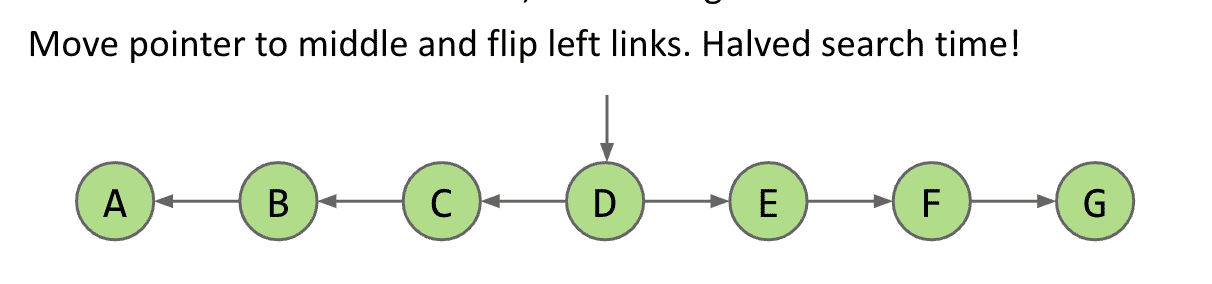 Move pointer to middle and flip left links. Halved search time!
A B C D E F G